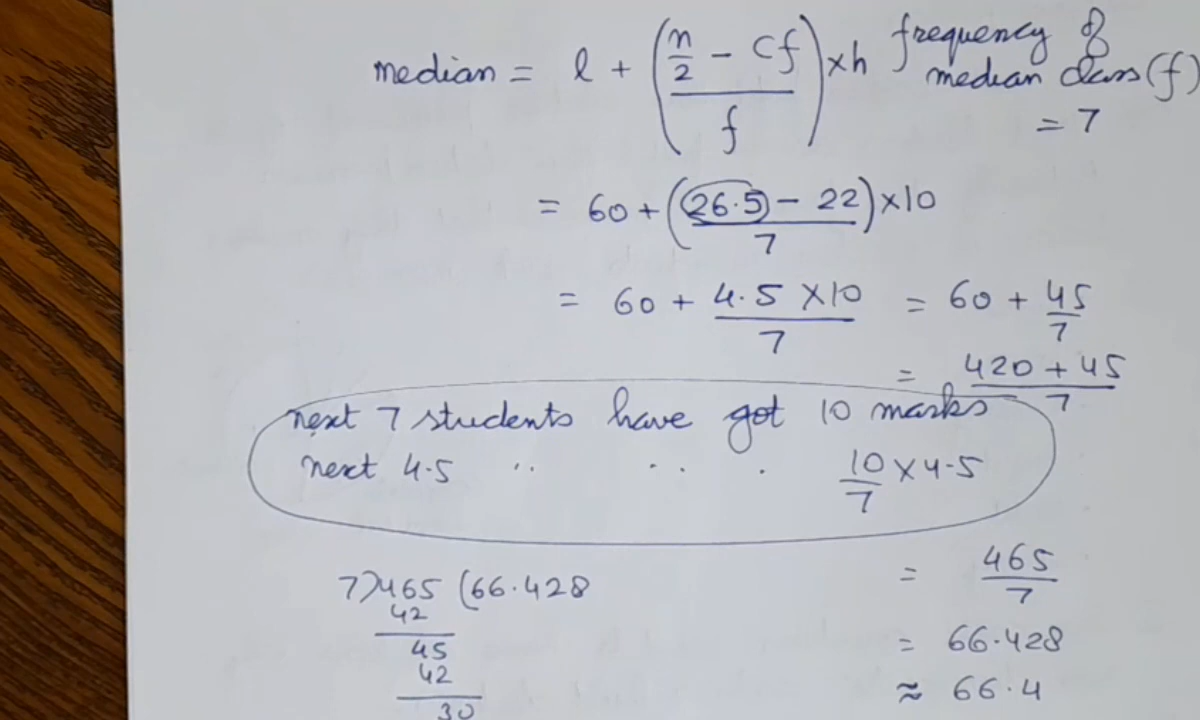 median = l + ( (n/2 - Cf) / f ) × h
frequency of
median class (f)
= 7
= 60 + ( (26.5 - 22) / 7 ) × 10
= 60 + (4.5 × 10) / 7 = 60 + 45/7
= (420 + 45) / 7
next 7 students have got 10 marks
next 4.5 .. .. . 10/7 × 4.5
= 465/7
7)465(66.428
42
45
42
30
= 66.428
≈ 66.4